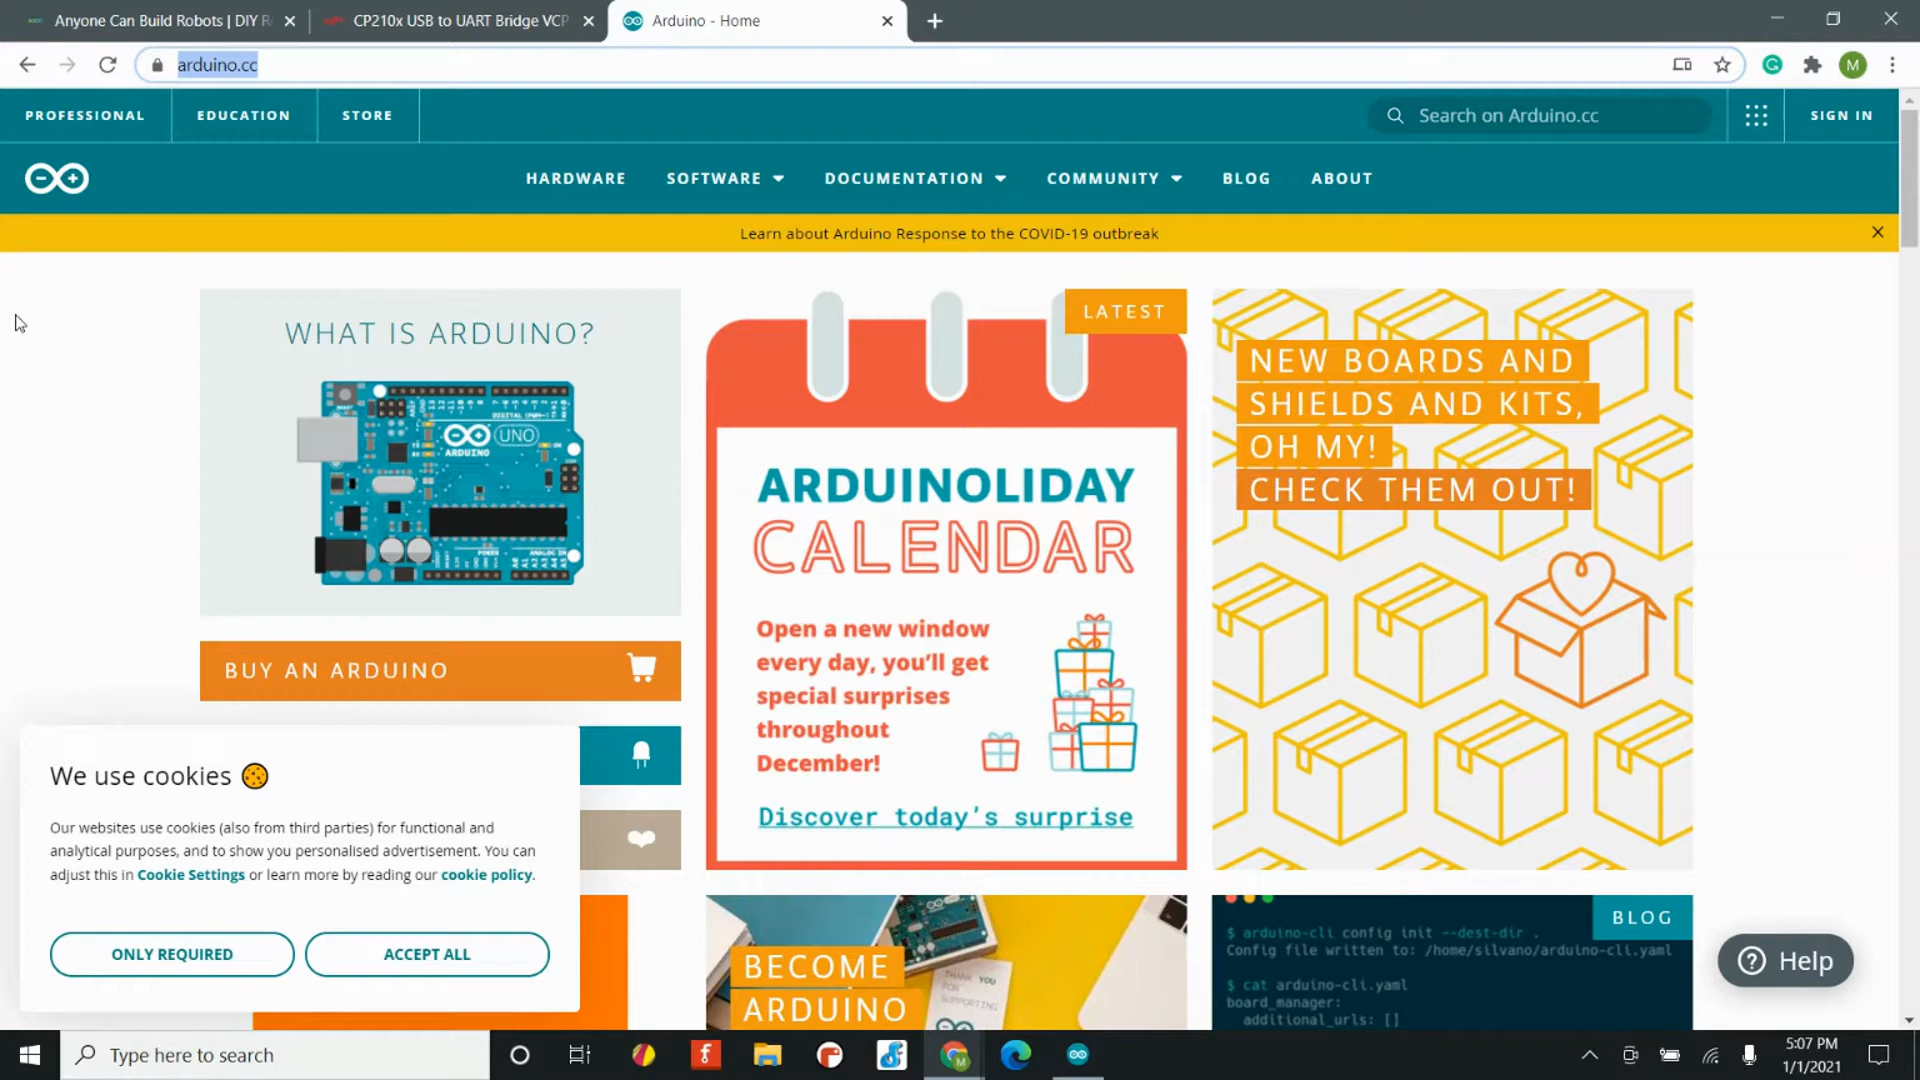 Anyone Can Build Robots | DIY R
CP210x USB to UART Bridge VCP
Arduino - Home
arduino.cc
M
PROFESSIONAL
EDUCATION
STORE
Search on Arduino.cc
SIGN IN
HARDWARE
SOFTWARE
DOCUMENTATION
COMMUNITY
BLOG
ABOUT
Learn about Arduino Response to the COVID-19 outbreak
WHAT IS ARDUINO?
UNO
ARDUINO
BUY AN ARDUINO
LATEST
ARDUINOLIDAY
CALENDAR
Open a new window
every day, you'll get
special surprises
throughout
December!
Discover today's surprise
NEW BOARDS AND
SHIELDS AND KITS,
OH MY!
CHECK THEM OUT!
We use cookies
Our websites use cookies (also from third parties) for functional and
analytical purposes, and to show you personalised advertisement. You can
adjust this in Cookie Settings or learn more by reading our cookie policy.
ONLY REQUIRED
ACCEPT ALL
BECOME
ARDUINO
THANK YOU
FOR
SUPPORTING
BLOG
$ arduino-cli config init --dest-dir .
Config file written to: /home/silvano/arduino-cli.yaml
$ cat arduino-cli.yaml
board_manager:
additional_urls: []
Help
Type here to search
5:07 PM
1/1/2021